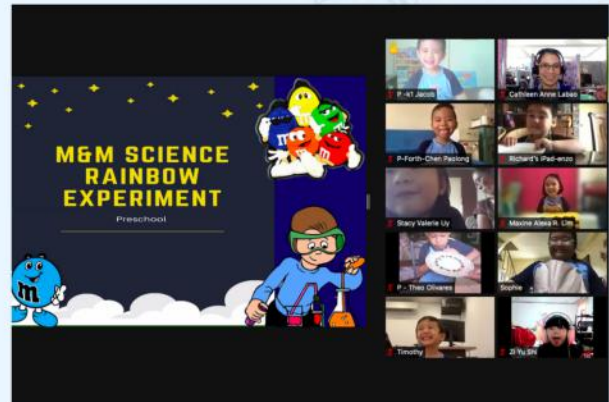 M&M SCIENCE
RAINBOW
EXPERIMENT
Preschool
m
P -k1 Jacob
Cathleen Anne Labao
P-Forth-Chen Paolong
Richard's iPad-enzo
Stacy Valerie Uy
Maxine Alexa R. Lim
P - Theo Olivares
Sophie
Timothy
Zi Yu Shi